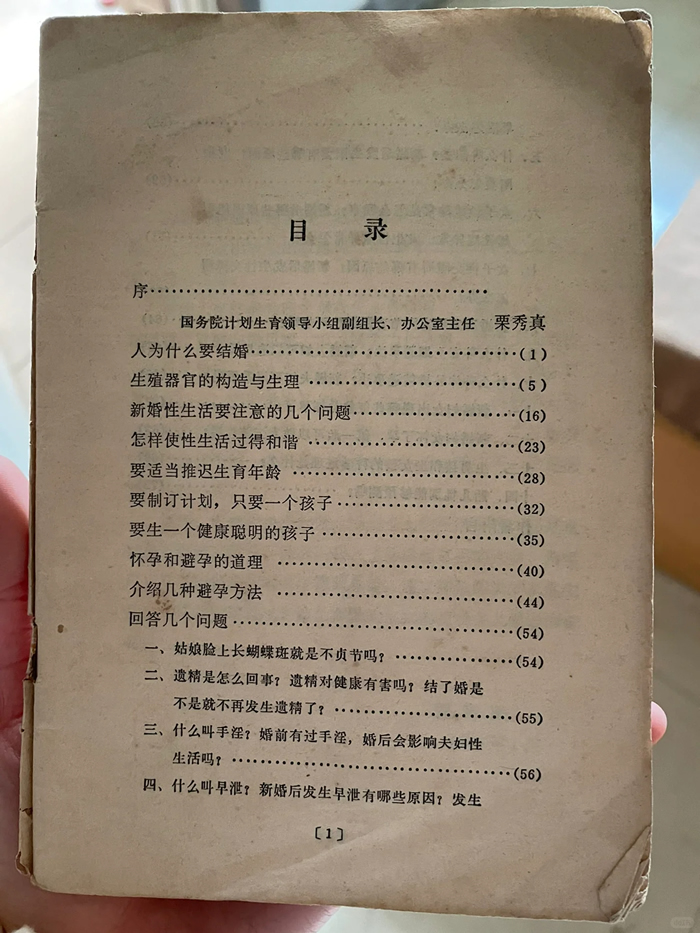 目 录
序……………………………………
国务院计划生育领导小组副组长、办公室主任 栗秀真
人为什么要结婚……………………………(1)
生殖器官的构造与生理……………………(5)
新婚性生活要注意的几个问题……………(16)
怎样使性生活过得和谐……………………(23)
要适当推迟生育年龄………………………(28)
要制订计划，只要一个孩子………………(32)
要生一个健康聪明的孩子…………………(35)
怀孕和避孕的道理…………………………(40)
介绍几种避孕方法…………………………(44)
回答几个问题………………………………(54)
一、姑娘脸上长蝴蝶斑就是不贞节吗？……………(54)
二、遗精是怎么回事？遗精对健康有害吗？结了婚是
不是就不再发生遗精了？…………………(55)
三、什么叫手淫？婚前有过手淫，婚后会影响夫妇性
生活吗？……………………………………(56)
四、什么叫早泄？新婚后发生早泄有哪些原因？发生
〔1〕